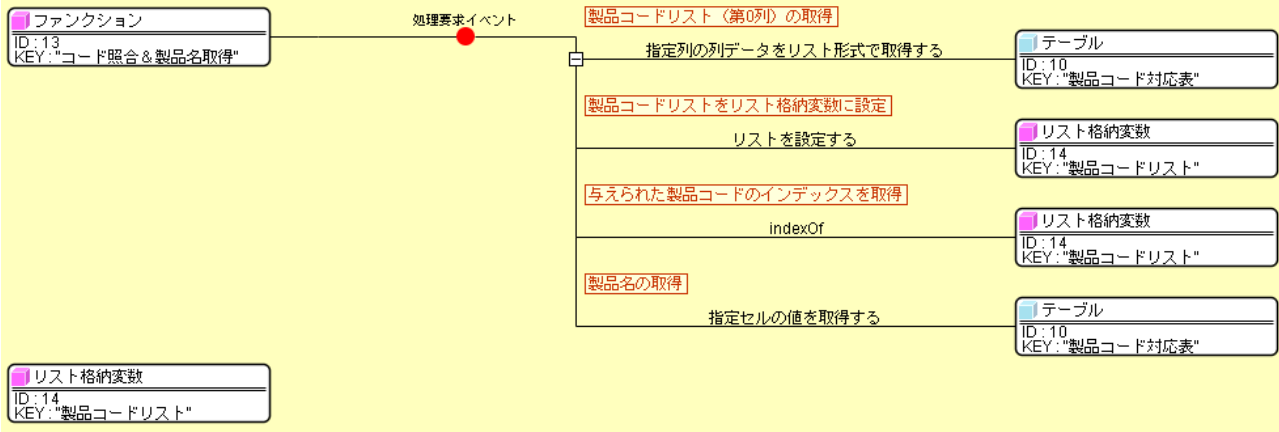 ファンクション
ID:13
KEY:"コード照合&製品名取得"
処理要求イベント
製品コードリスト（第0列）の取得
指定列の列データをリスト形式で取得する
テーブル
ID:10
KEY:"製品コード対応表"
製品コードリストをリスト格納変数に設定
リストを設定する
リスト格納変数
ID:14
KEY:"製品コードリスト"
与えられた製品コードのインデックスを取得
indexOf
リスト格納変数
ID:14
KEY:"製品コードリスト"
製品名の取得
指定セルの値を取得する
テーブル
ID:10
KEY:"製品コード対応表"
リスト格納変数
ID:14
KEY:"製品コードリスト"